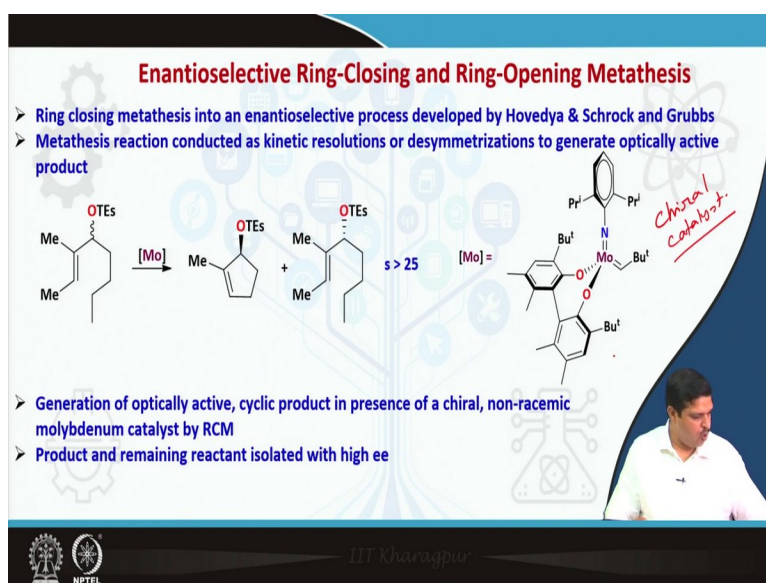 Enantioselective Ring-Closing and Ring-Opening Metathesis
➢ Ring closing metathesis into an enantioselective process developed by Hovedya & Schrock and Grubbs
➢ Metathesis reaction conducted as kinetic resolutions or desymmetrizations to generate optically active
product
OTEs
Me
Me
[Mo]
OTEs
Me
+
OTEs
Me
Me
s > 25
[Mo] =
Prⁱ
Prⁱ
N
Buᵗ
Mo
Buᵗ
O
O
Buᵗ
Chiral
Catalyst.
➢ Generation of optically active, cyclic product in presence of a chiral, non-racemic
molybdenum catalyst by RCM
➢ Product and remaining reactant isolated with high ee
IIT Kharagpur
NPTEL